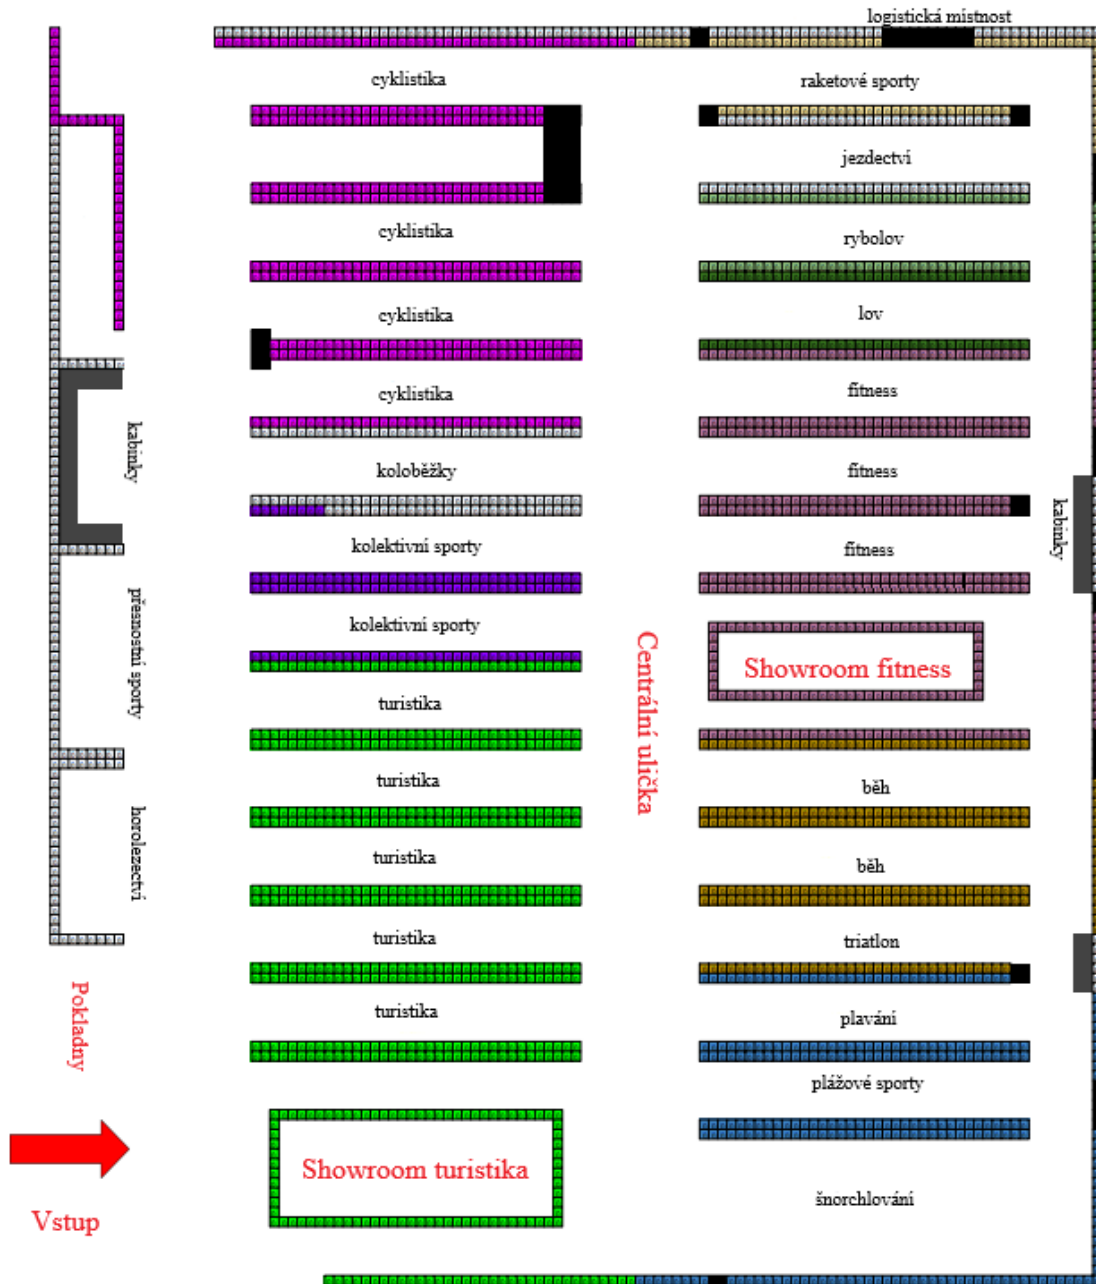 logistická místnost
cyklistika
raketové sporty
jezdectví
cyklistika
rybolov
cyklistika
lov
cyklistika
fitness
kabinky
koloběžky
fitness
kabinky
kolektivní sporty
fitness
přesnostní sporty
kolektivní sporty
Centrální ulička
Showroom fitness
turistika
turistika
běh
horolezectví
turistika
běh
turistika
triatlon
Pokladny
turistika
plavání
plážové sporty
Showroom turistika
Vstup
šnorchlování